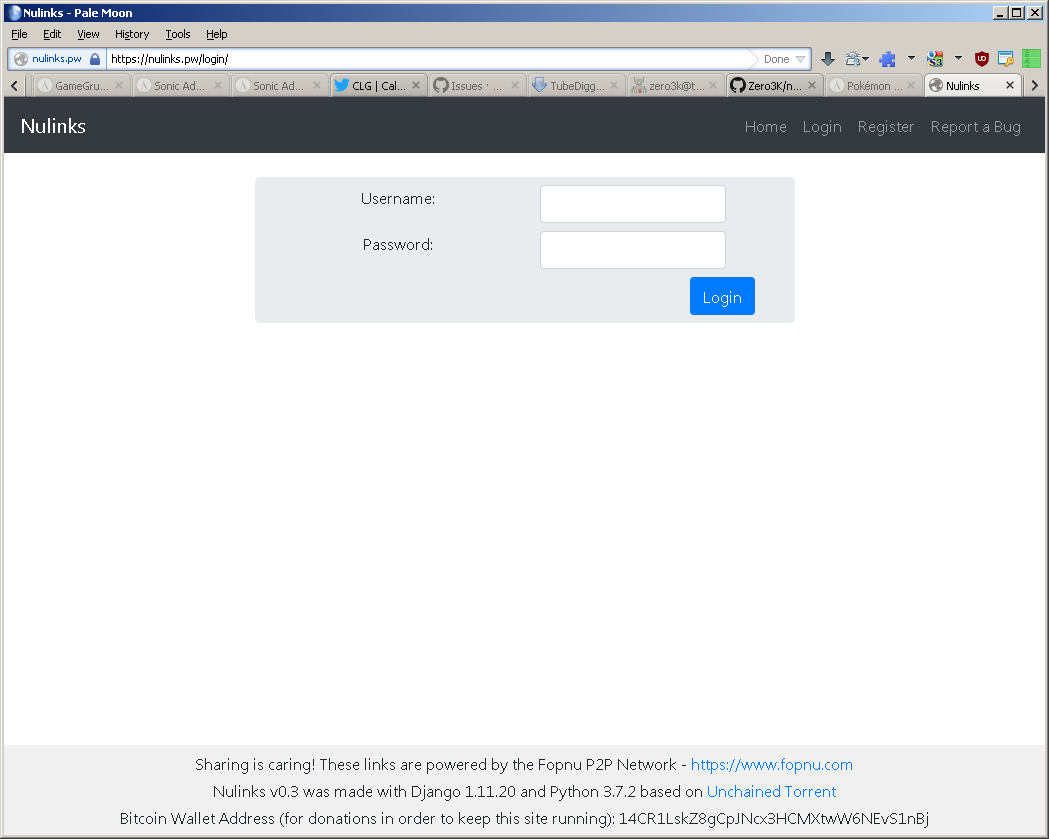 Nulinks - Pale Moon
File Edit View History Tools Help
nulinks.pw https://nulinks.pw/login/ Done
GameGru... Sonic Ad... Sonic Ad... CLG | Cal... Issues · ... TubeDigg... zero3k@t... Zero3K/n... Pokémon ... Nulinks
Nulinks Home Login Register Report a Bug
Username:
Password:
Login
Sharing is caring! These links are powered by the Fopnu P2P Network - https://www.fopnu.com
Nulinks v0.3 was made with Django 1.11.20 and Python 3.7.2 based on Unchained Torrent
Bitcoin Wallet Address (for donations in order to keep this site running): 14CR1LskZ8gCpJNcx3HCMXtwW6NEvS1nBj